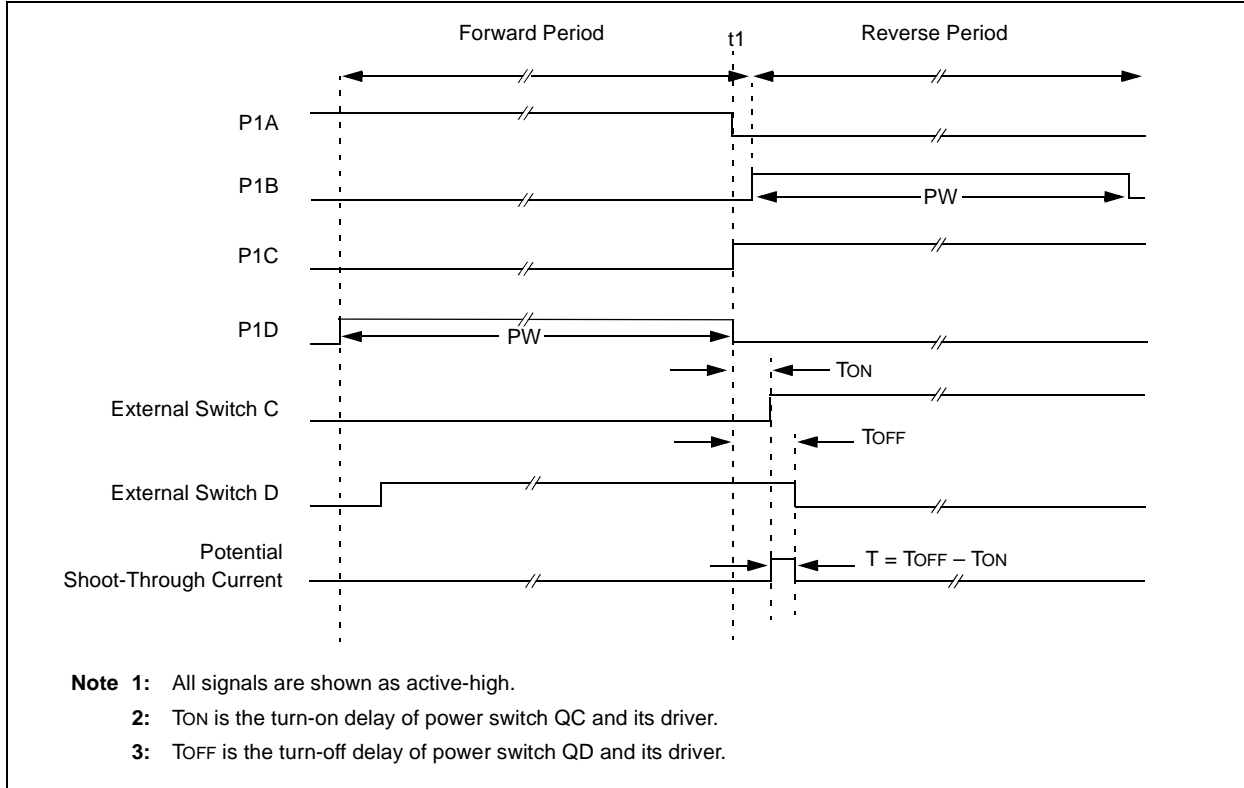 Forward Period
t1
Reverse Period
P1A
P1B
PW
P1C
P1D
PW
TON
External Switch C
TOFF
External Switch D
Potential
Shoot-Through Current
T = TOFF – TON
Note 1: All signals are shown as active-high.
2: TON is the turn-on delay of power switch QC and its driver.
3: TOFF is the turn-off delay of power switch QD and its driver.